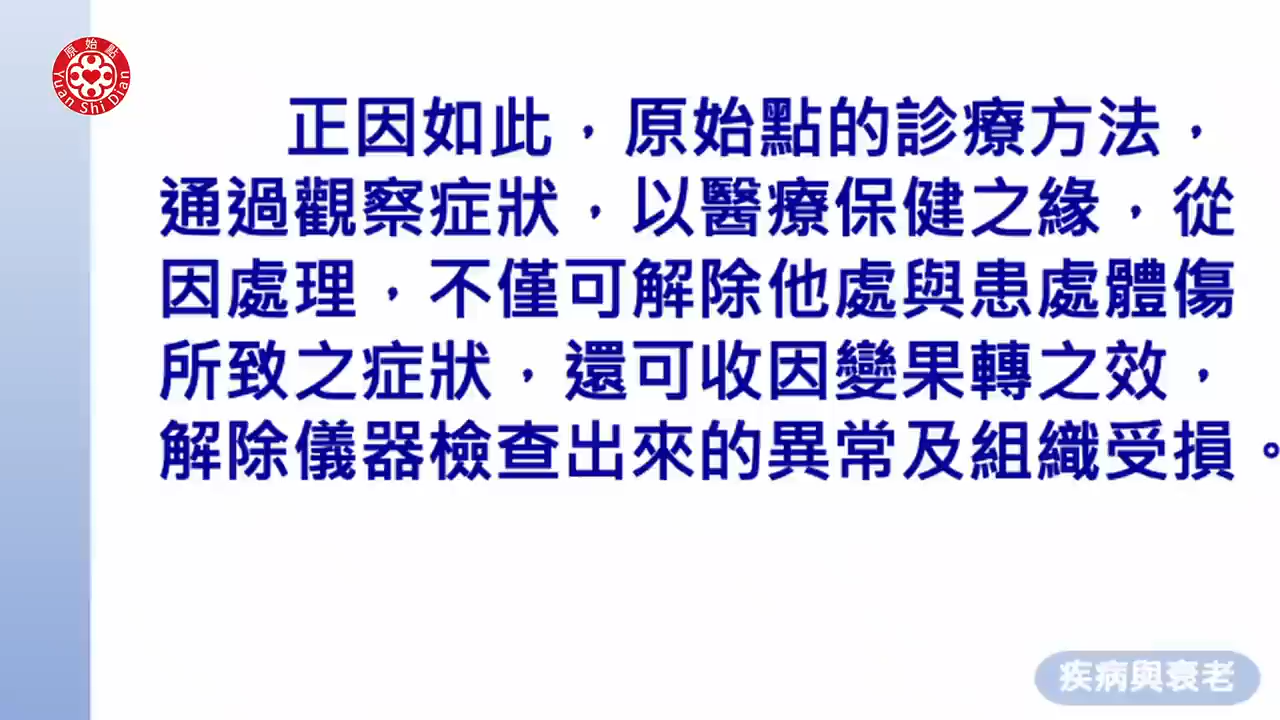 原始點
Yuan Shi Dian
正因如此，原始點的診療方法，
通過觀察症狀，以醫療保健之緣，從
因處理，不僅可解除他處與患處體傷
所致之症狀，還可收因變果轉之效，
解除儀器檢查出來的異常及組織受損。
疾病與衰老